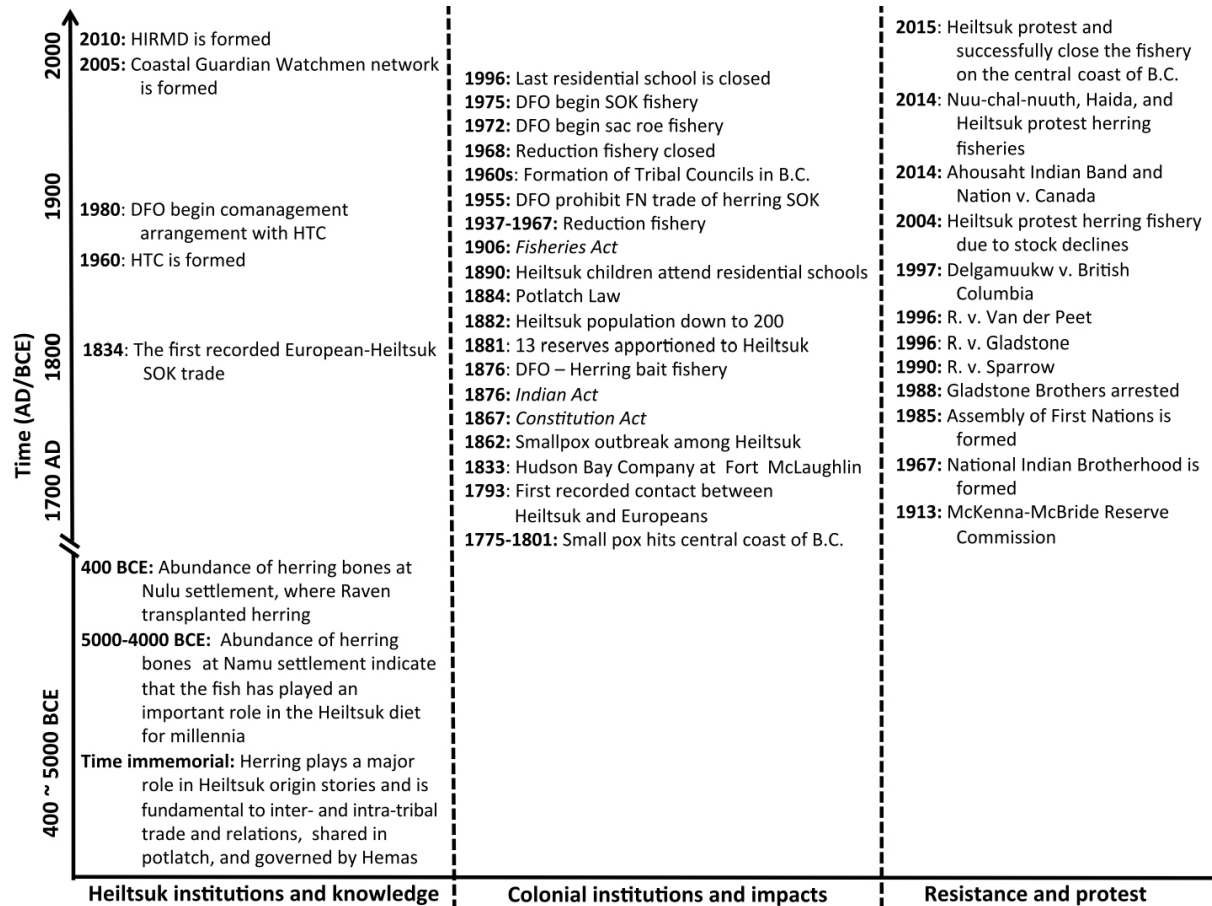 2000
1900
1800
1700 AD
400 ~ 5000 BCE
Time (AD/BCE)
2010: HIRMD is formed
2005: Coastal Guardian Watchmen network
is formed
1980: DFO begin comanagement
arrangement with HTC
1960: HTC is formed
1834: The first recorded European-Heiltsuk
SOK trade
400 BCE: Abundance of herring bones at
Nulu settlement, where Raven
transplanted herring
5000-4000 BCE: Abundance of herring
bones at Namu settlement indicate
that the fish has played an
important role in the Heiltsuk diet
for millennia
Time immemorial: Herring plays a major
role in Heiltsuk origin stories and is
fundamental to inter- and intra-tribal
trade and relations, shared in
potlatch, and governed by Hemas
Heiltsuk institutions and knowledge
1996: Last residential school is closed
1975: DFO begin SOK fishery
1972: DFO begin sac roe fishery
1968: Reduction fishery closed
1960s: Formation of Tribal Councils in B.C.
1955: DFO prohibit FN trade of herring SOK
1937-1967: Reduction fishery
1906: Fisheries Act
1890: Heiltsuk children attend residential schools
1884: Potlatch Law
1882: Heiltsuk population down to 200
1881: 13 reserves apportioned to Heiltsuk
1876: DFO – Herring bait fishery
1876: Indian Act
1867: Constitution Act
1862: Smallpox outbreak among Heiltsuk
1833: Hudson Bay Company at Fort McLaughlin
1793: First recorded contact between
Heiltsuk and Europeans
1775-1801: Small pox hits central coast of B.C.
Colonial institutions and impacts
2015: Heiltsuk protest and
successfully close the fishery
on the central coast of B.C.
2014: Nuu-chal-nuuth, Haida, and
Heiltsuk protest herring
fisheries
2014: Ahousaht Indian Band and
Nation v. Canada
2004: Heiltsuk protest herring fishery
due to stock declines
1997: Delgamuukw v. British
Columbia
1996: R. v. Van der Peet
1996: R. v. Gladstone
1990: R. v. Sparrow
1988: Gladstone Brothers arrested
1985: Assembly of First Nations is
formed
1967: National Indian Brotherhood is
formed
1913: McKenna-McBride Reserve
Commission
Resistance and protest